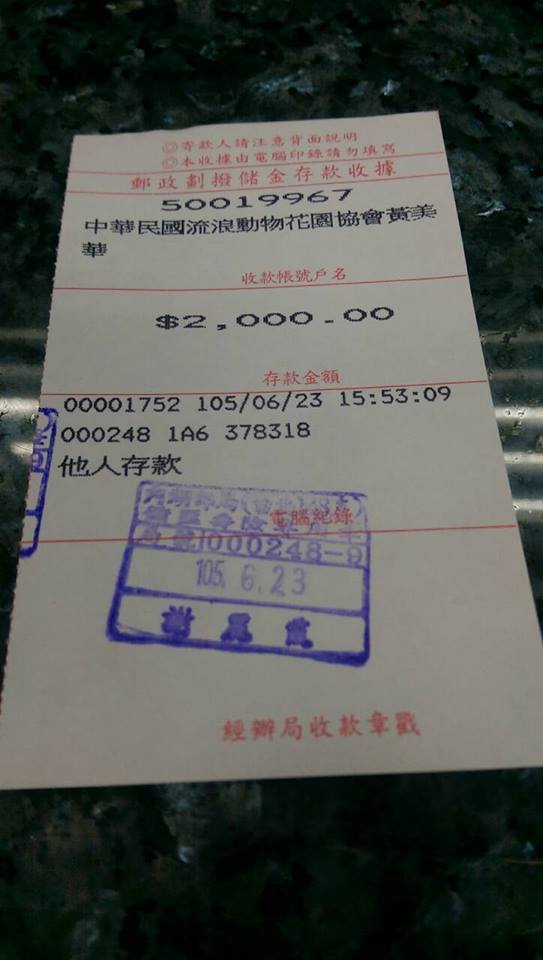 ◎寄款人請注意背面說明
◎本收據由電腦印錄請勿填寫
郵政劃撥儲金存款收據
50019967
中華民國流浪動物花園協會黃美
華
收款帳號戶名
$2,000.00
存款金額
00001752 105/06/23 15:53:09
000248 1A6 378318
他人存款
電腦紀錄
000248-9
105. 6. 23
經辦局收款章戳